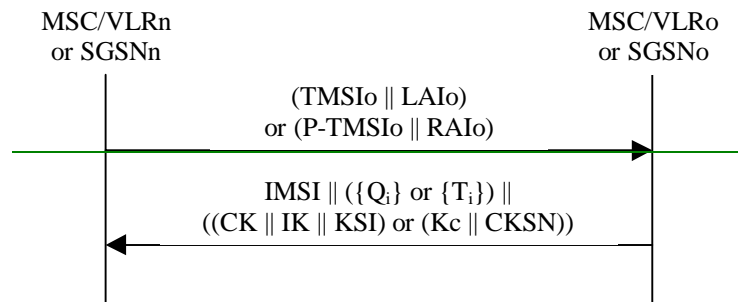 MSC/VLRn
or SGSNn
MSC/VLRo
or SGSNo
(TMSIo || LAIo)
or (P-TMSIo || RAIo)
IMSI || ({Qi} or {Ti}) ||
((CK || IK || KSI) or (Kc || CKSN))